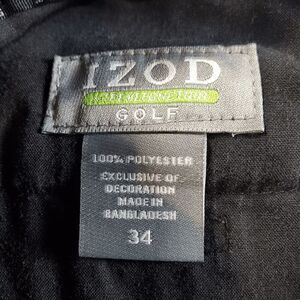 IZOD
GOLF
100% POLYESTER
EXCLUSIVE OF
DECORATION
MADE IN
BANGLADESH
34